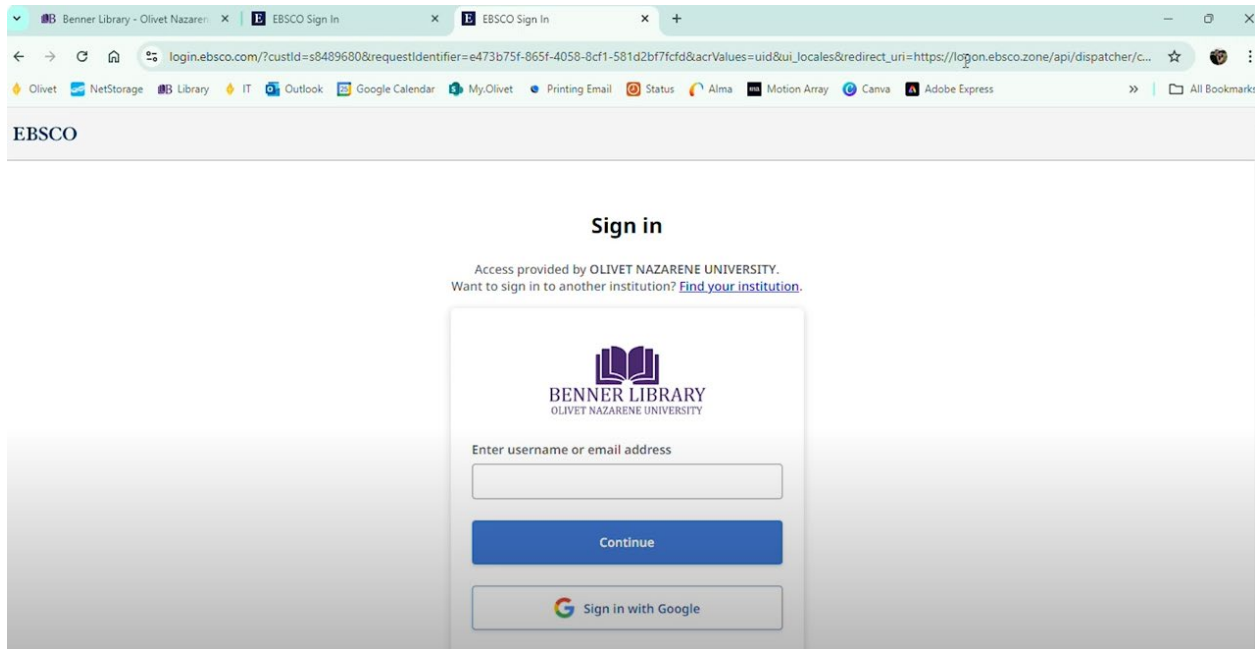 Benner Library - Olivet Nazaren
EBSCO Sign In
EBSCO Sign In
login.ebsco.com/?custId=s8489680&requestIdentifier=e473b75f-865f-4058-8cf1-581d2bf7fcfd&acrValues=uid&ui_locales&redirect_uri=https://logon.ebsco.zone/api/dispatcher/c...
Olivet NetStorage Library IT Outlook Google Calendar My.Olivet Printing Email Status Alma Motion Array Canva Adobe Express » All Bookmarks
EBSCO
Sign in
Access provided by OLIVET NAZARENE UNIVERSITY.
Want to sign in to another institution? Find your institution.
BENNER LIBRARY
OLIVET NAZARENE UNIVERSITY
Enter username or email address
Continue
Sign in with Google